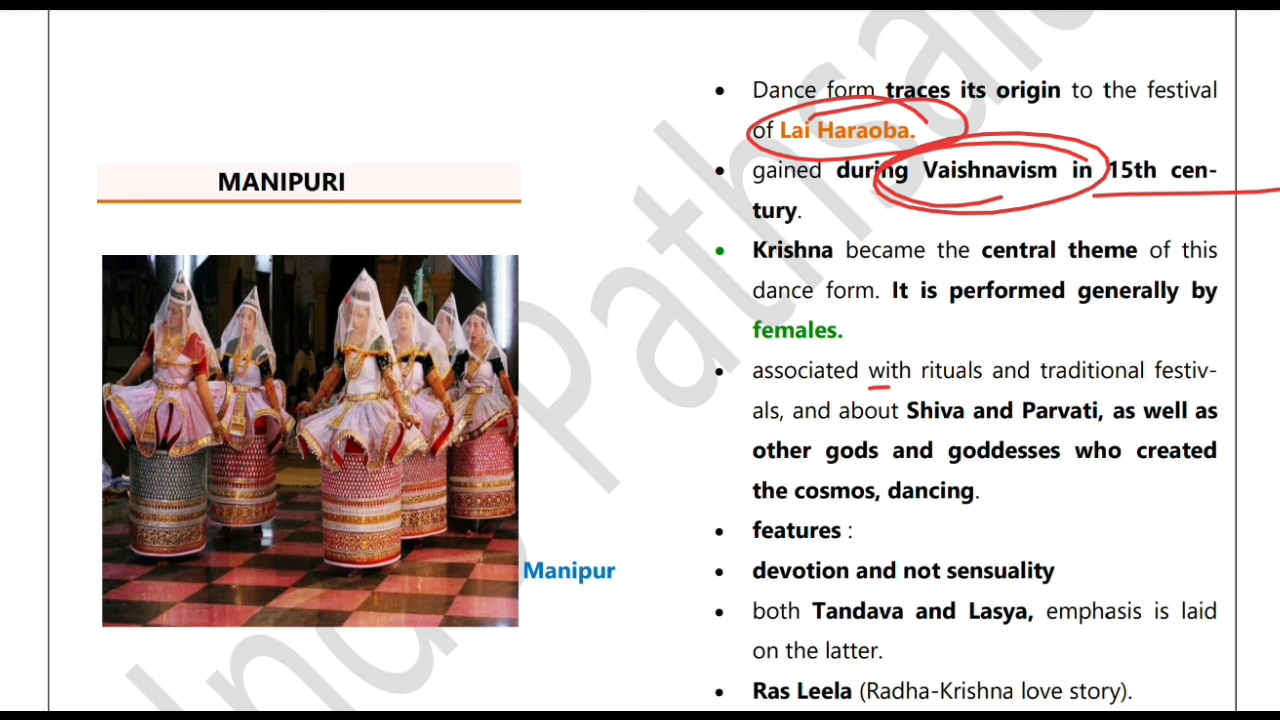 Dance form traces its origin to the festival
of Lai Haraoba.
MANIPURI
• gained during Vaishnavism in 15th cen-
tury.
• Krishna became the central theme of this
dance form. It is performed generally by
females.
• associated with rituals and traditional festiv-
als, and about Shiva and Parvati, as well as
other gods and goddesses who created
the cosmos, dancing.
• features :
Manipur
• devotion and not sensuality
• both Tandava and Lasya, emphasis is laid
on the latter.
• Ras Leela (Radha-Krishna love story).
Pathsala